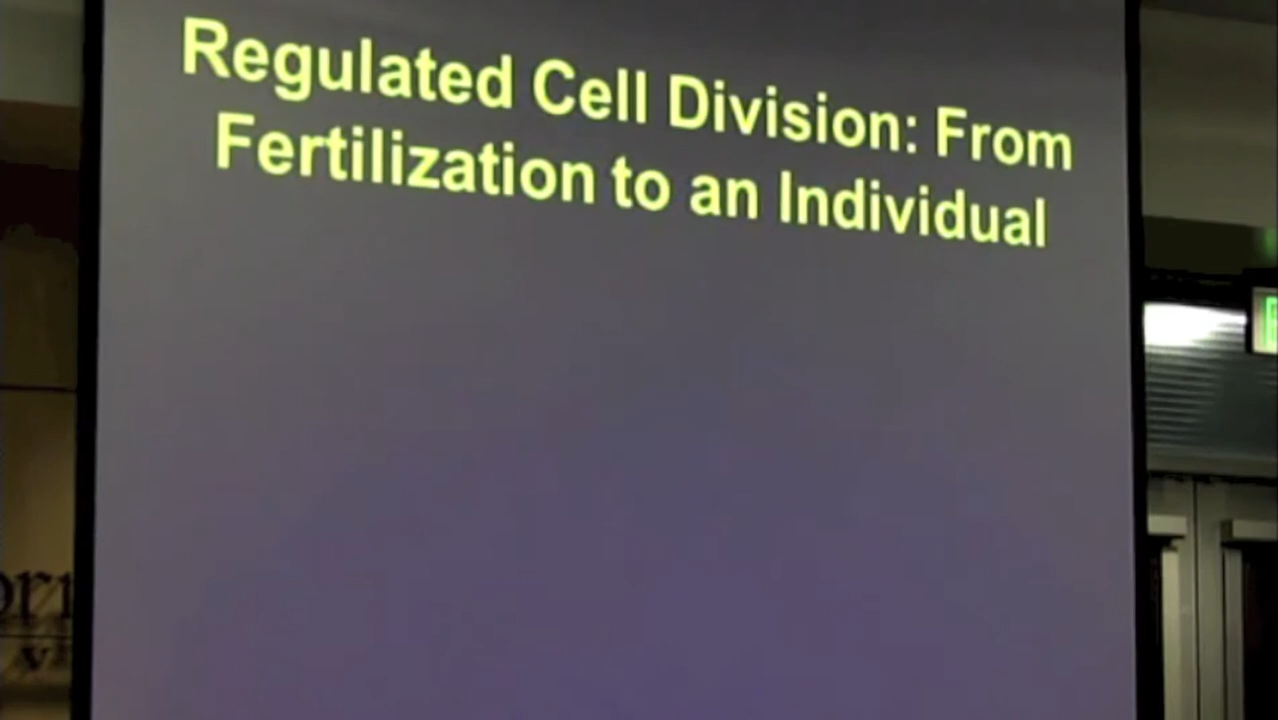 Regulated Cell Division: From
Fertilization to an Individual